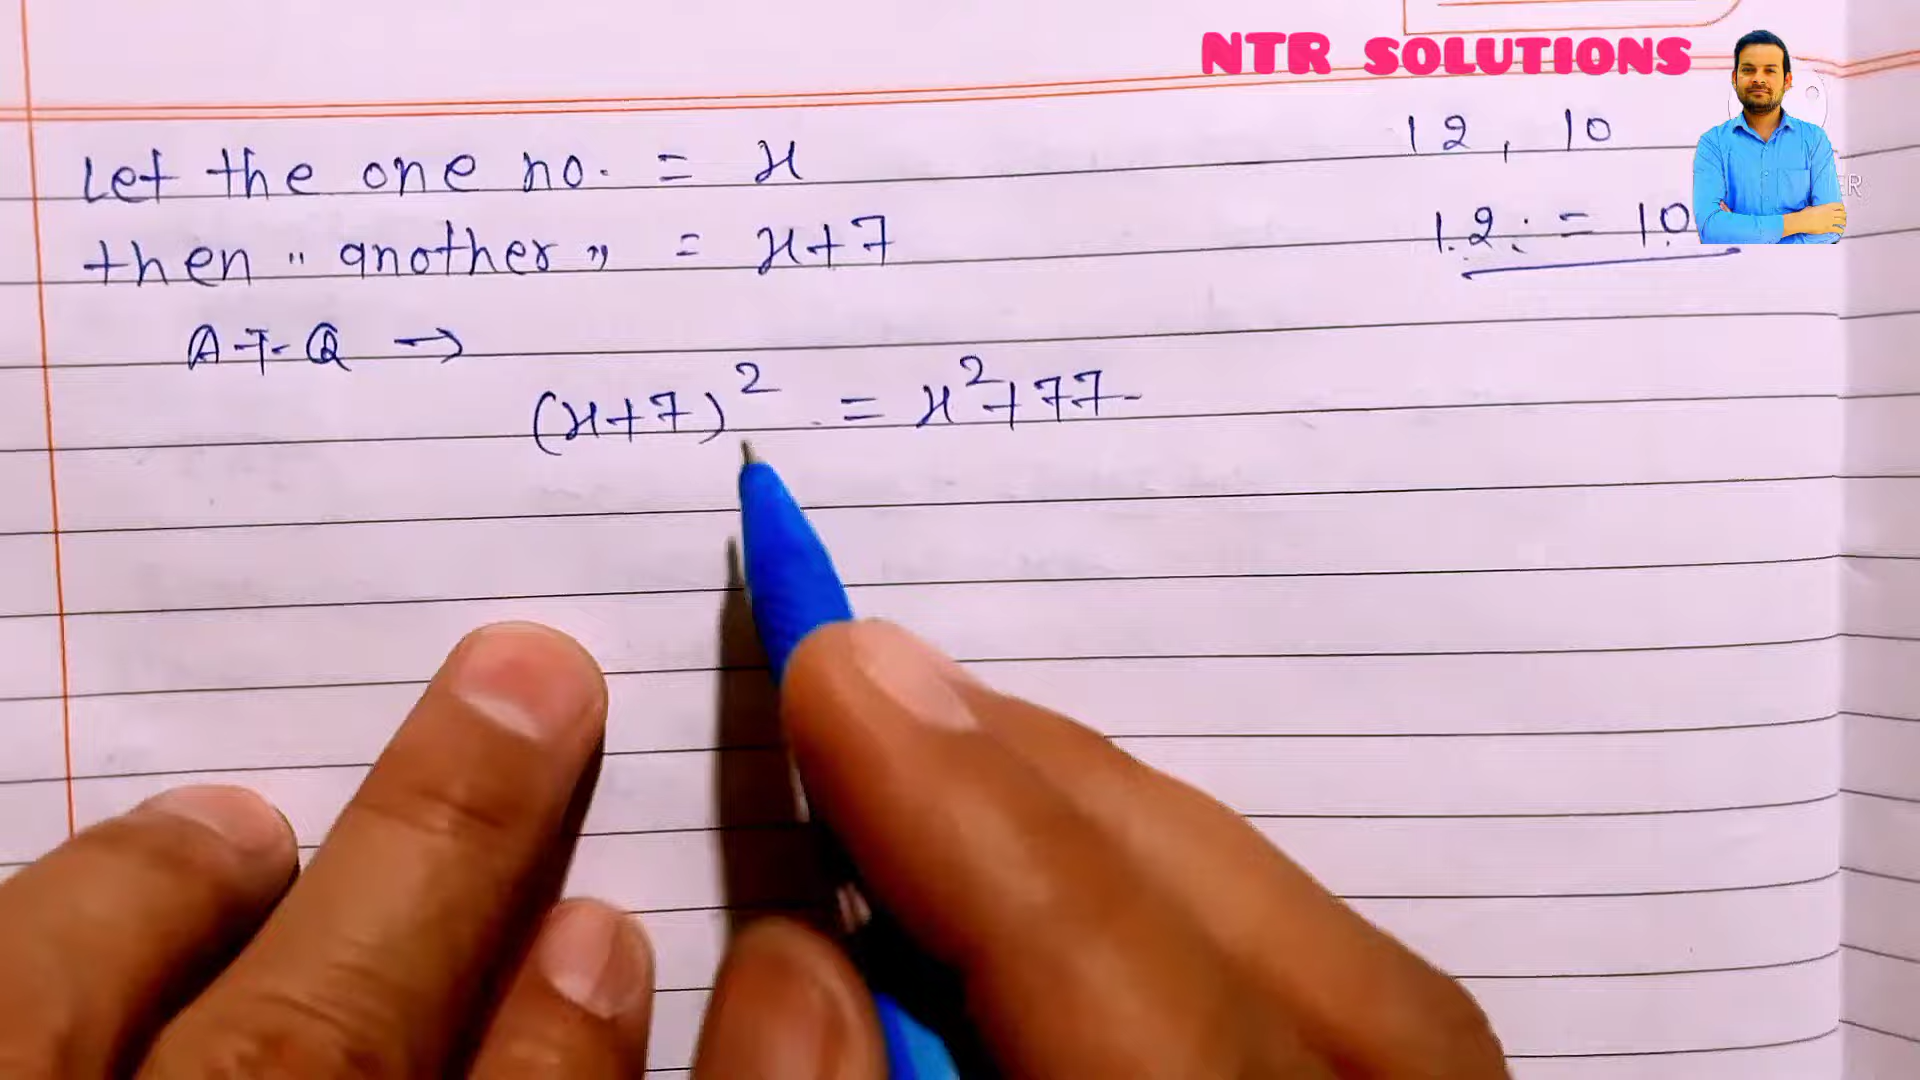 NTR SOLUTIONS
12, 10
Let the one no. = x
12 = 10
then " another " = x+7
A-T-Q →
(x+7)² = x²+77